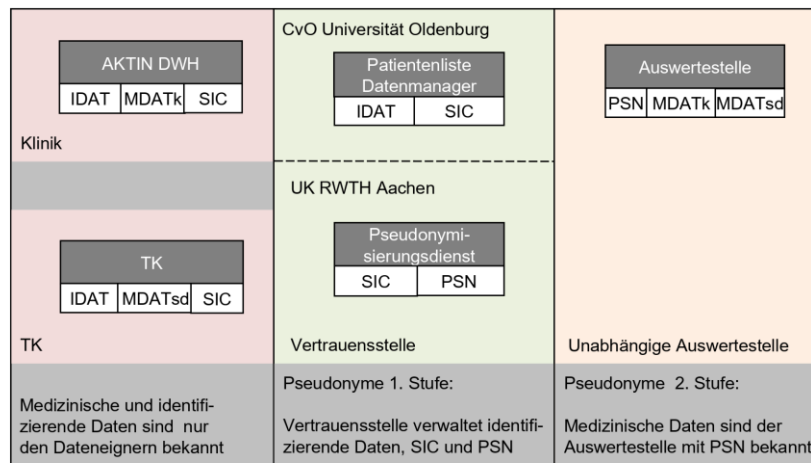 AKTIN DWH
IDAT MDATk SIC
Klinik
TK
IDAT MDATsd SIC
TK
Medizinische und identifi-
zierende Daten sind nur
den Dateneignern bekannt
CvO Universität Oldenburg
Patientenliste
Datenmanager
IDAT SIC
UK RWTH Aachen
Pseudonymi-
sierungsdienst
SIC PSN
Vertrauensstelle
Pseudonyme 1. Stufe:
Vertrauensstelle verwaltet identifi-
zierende Daten, SIC und PSN
Auswertestelle
PSN MDATk MDATsd
Unabhängige Auswertestelle
Pseudonyme 2. Stufe:
Medizinische Daten sind der
Auswertestelle mit PSN bekannt